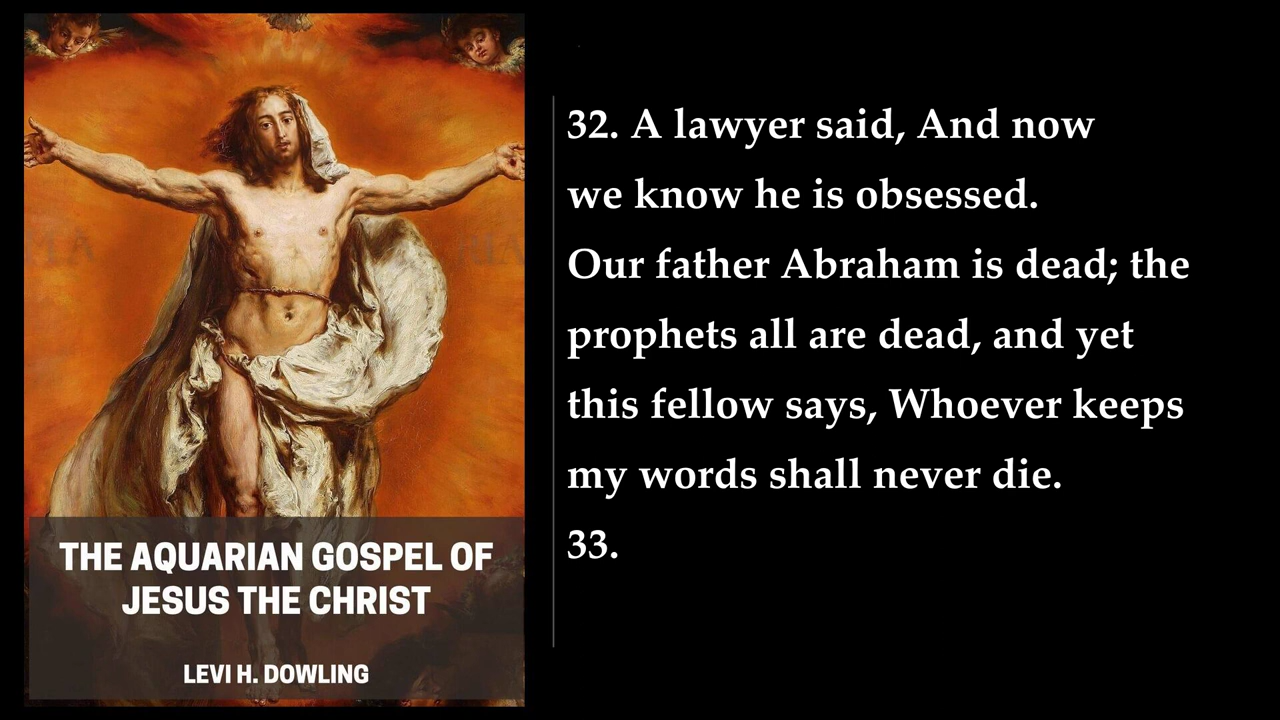 THE AQUARIAN GOSPEL OF
JESUS THE CHRIST
LEVI H. DOWLING
32. A lawyer said, And now
we know he is obsessed.
Our father Abraham is dead; the
prophets all are dead, and yet
this fellow says, Whoever keeps
my words shall never die.
33.